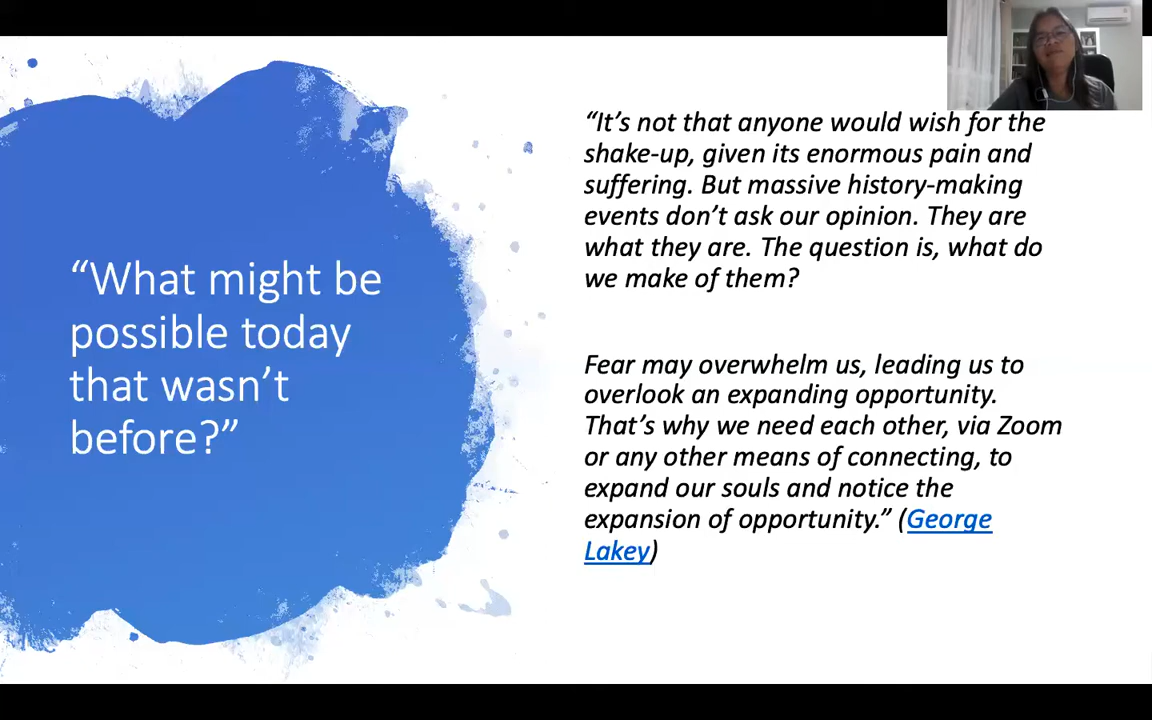 “What might be
possible today
that wasn’t
before?”
“It’s not that anyone would wish for the
shake-up, given its enormous pain and
suffering. But massive history-making
events don’t ask our opinion. They are
what they are. The question is, what do
we make of them?
Fear may overwhelm us, leading us to
overlook an expanding opportunity.
That’s why we need each other, via Zoom
or any other means of connecting, to
expand our souls and notice the
expansion of opportunity.” (George
Lakey)